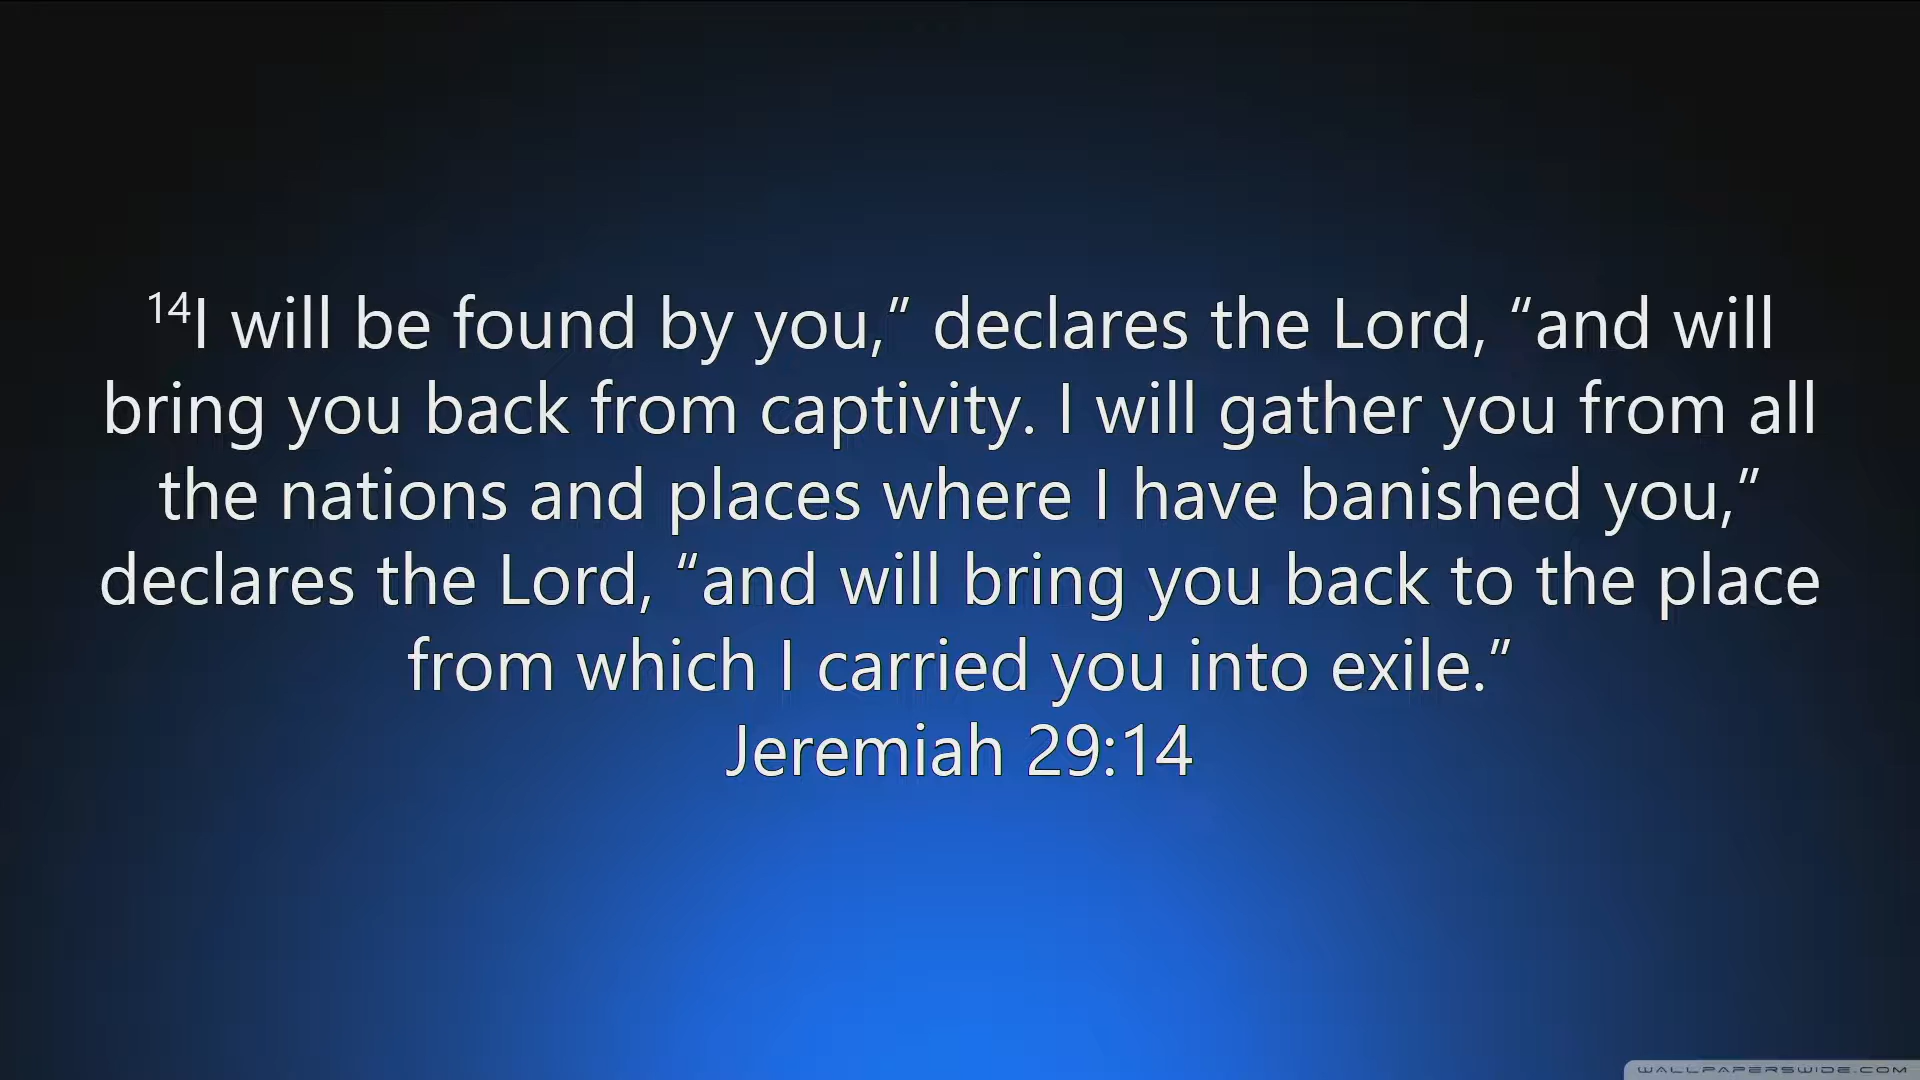 14I will be found by you,” declares the Lord, “and will
bring you back from captivity. I will gather you from all
the nations and places where I have banished you,”
declares the Lord, “and will bring you back to the place
from which I carried you into exile.”
Jeremiah 29:14
WALLPAPERSWIDE.COM